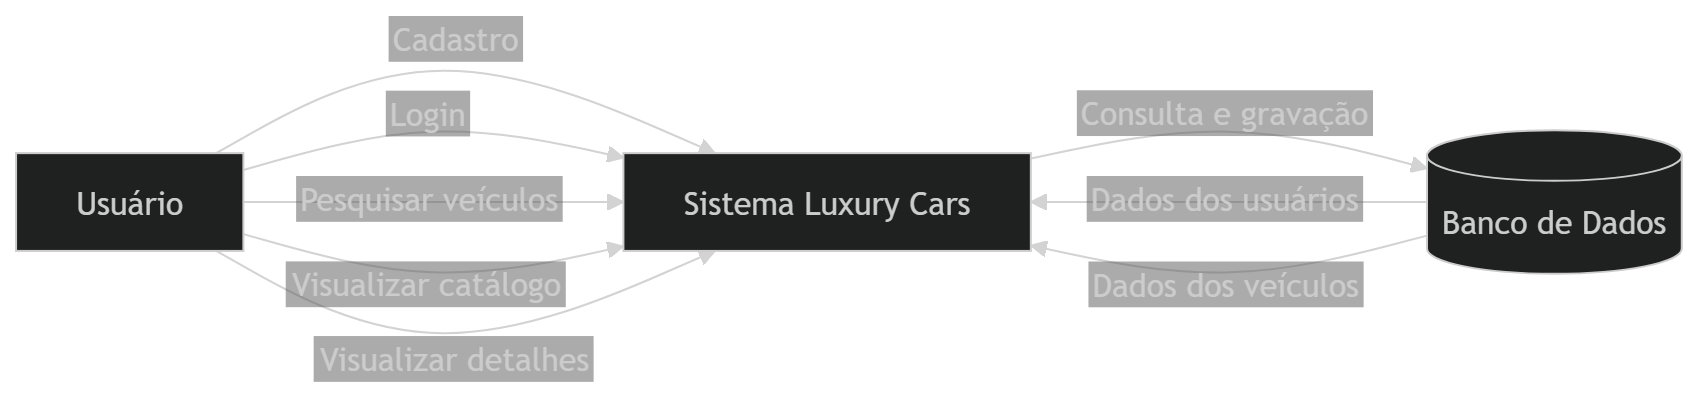 Cadastro
Login
Consulta e gravação
Usuário
Pesquisar veículos
Sistema Luxury Cars
Dados dos usuários
Banco de Dados
Visualizar catálogo
Dados dos veículos
Visualizar detalhes